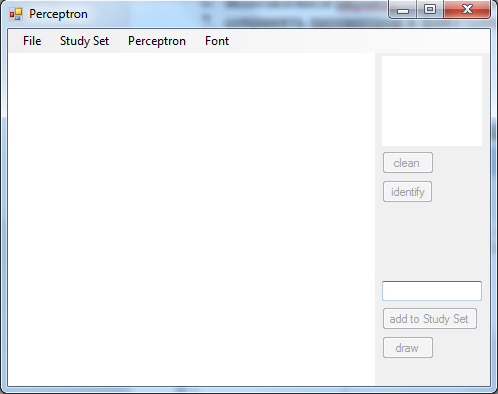 Perceptron
File Study Set Perceptron Font
clean
identify
add to Study Set
draw